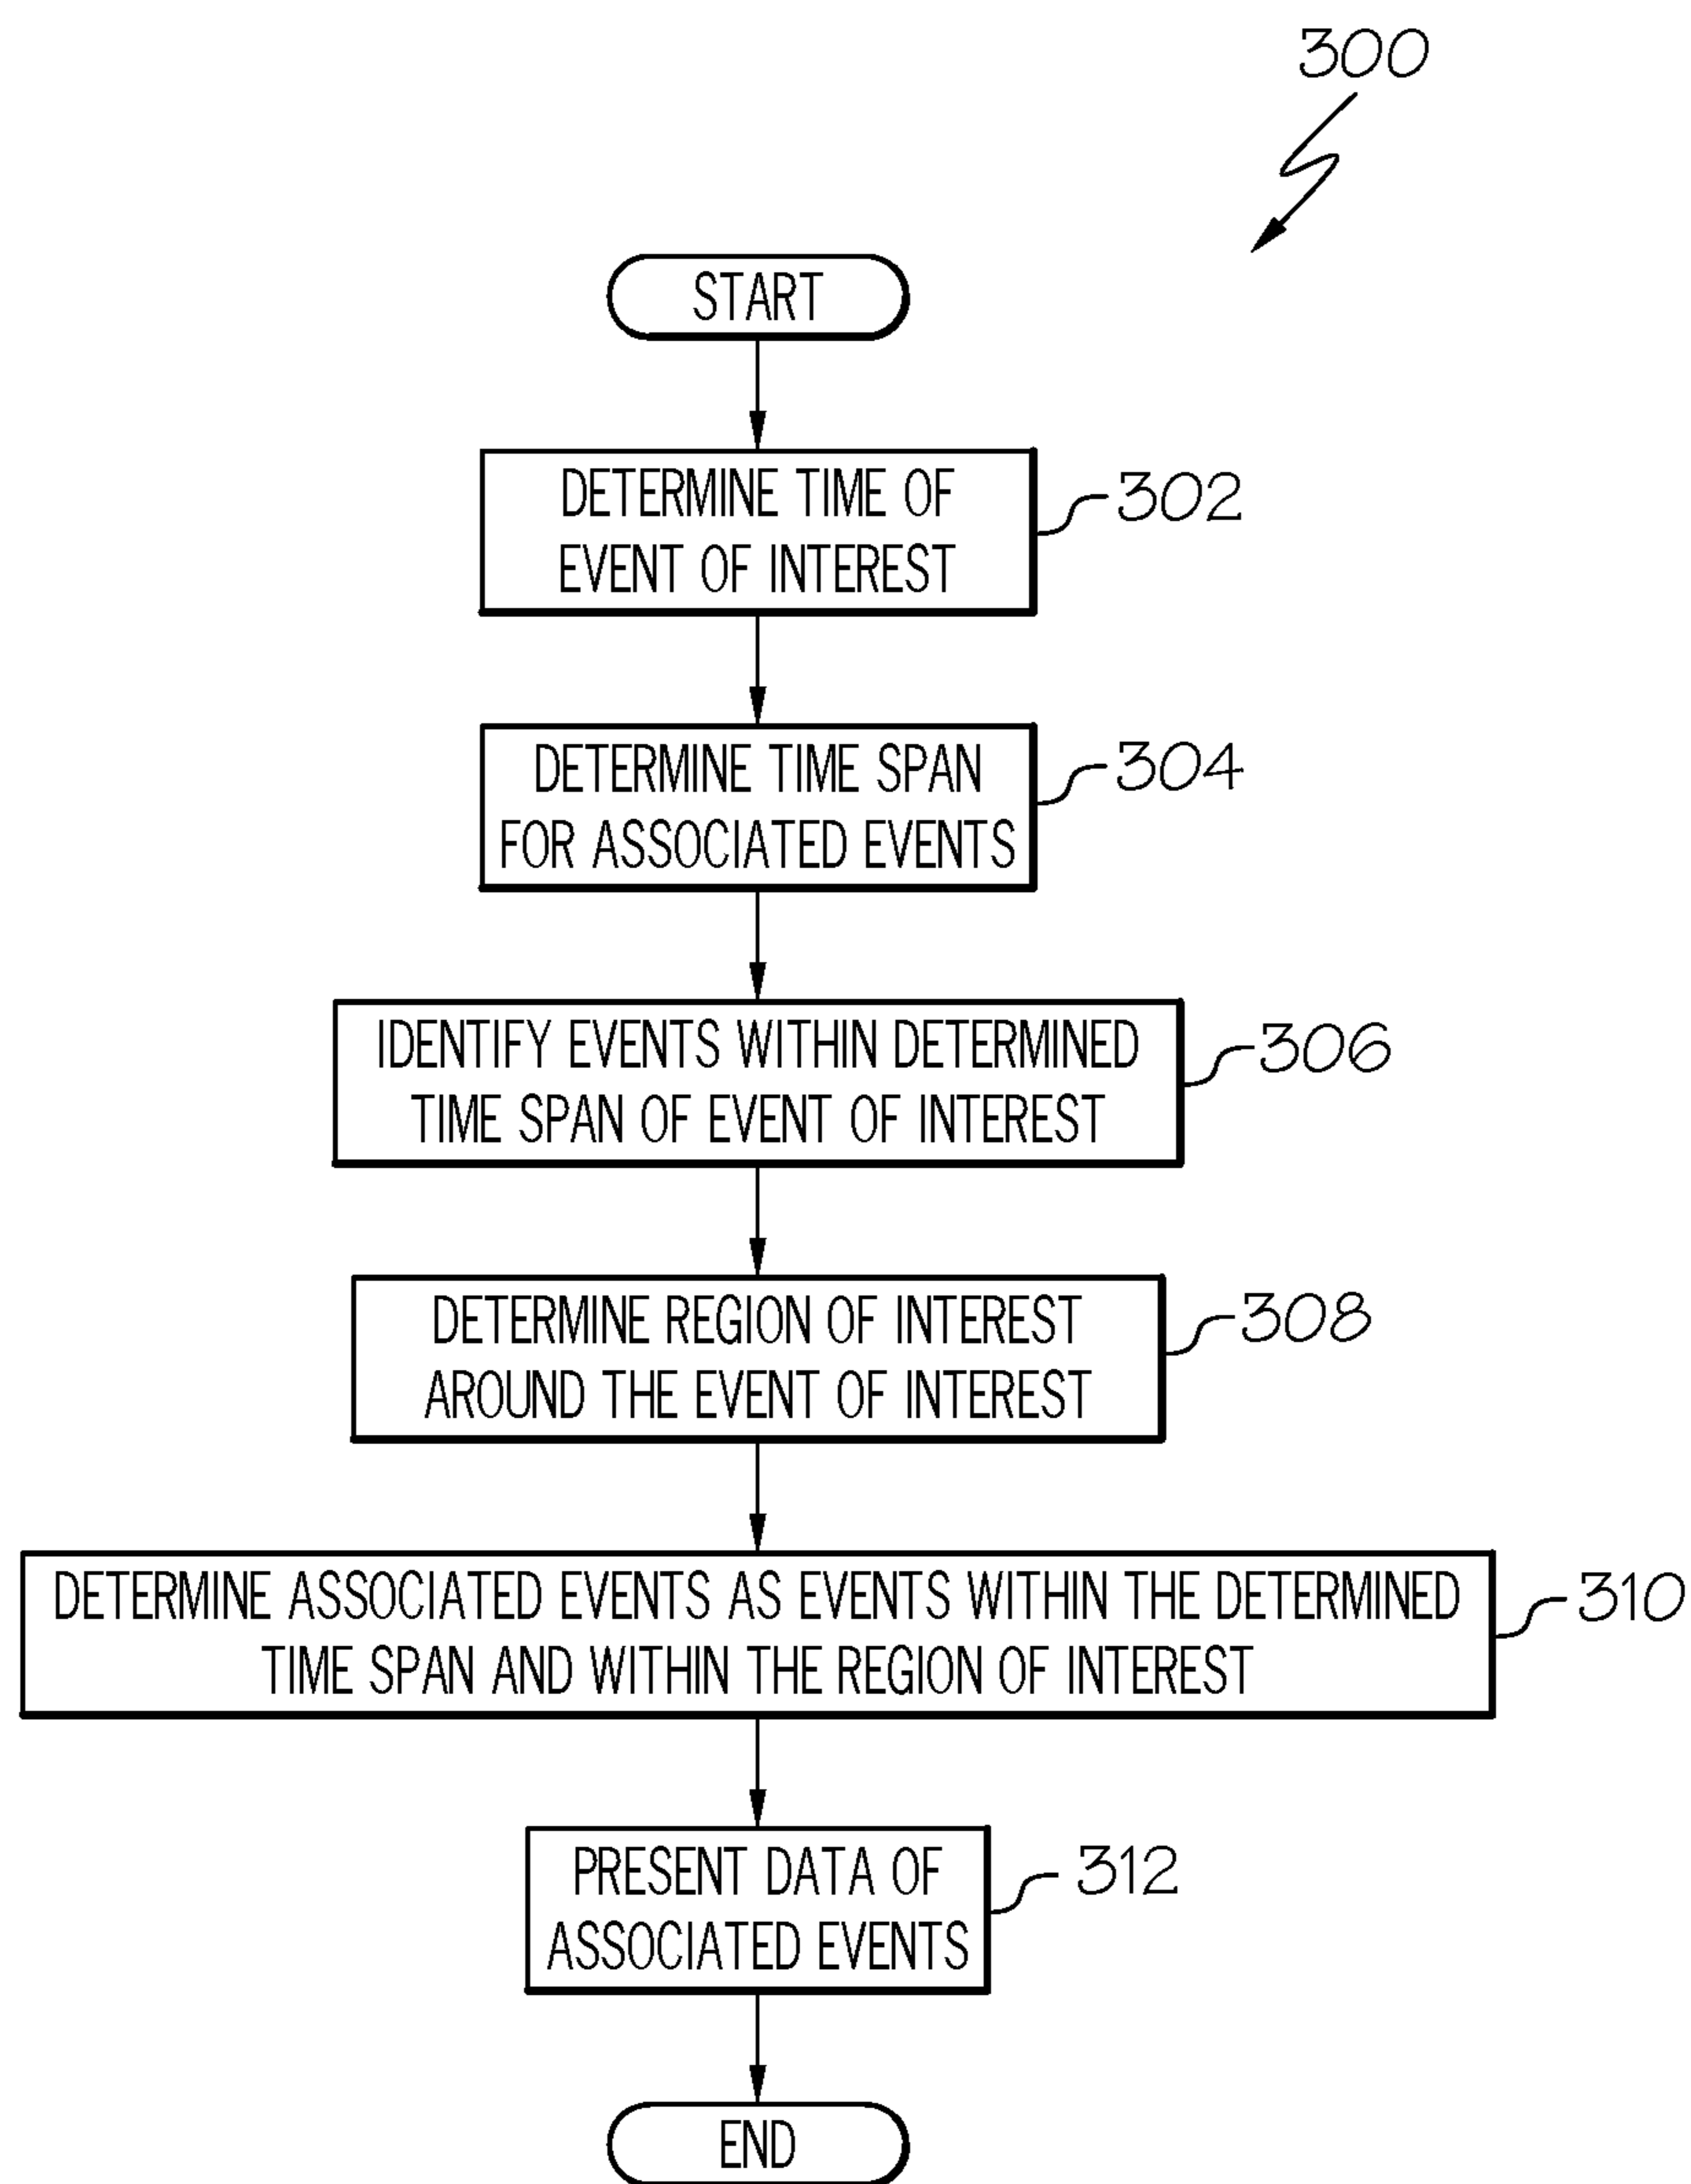 300
START
DETERMINE TIME OF
EVENT OF INTEREST
302
DETERMINE TIME SPAN
FOR ASSOCIATED EVENTS
304
IDENTIFY EVENTS WITHIN DETERMINED
TIME SPAN OF EVENT OF INTEREST
306
DETERMINE REGION OF INTEREST
AROUND THE EVENT OF INTEREST
308
DETERMINE ASSOCIATED EVENTS AS EVENTS WITHIN THE DETERMINED
TIME SPAN AND WITHIN THE REGION OF INTEREST
310
PRESENT DATA OF
ASSOCIATED EVENTS
312
END